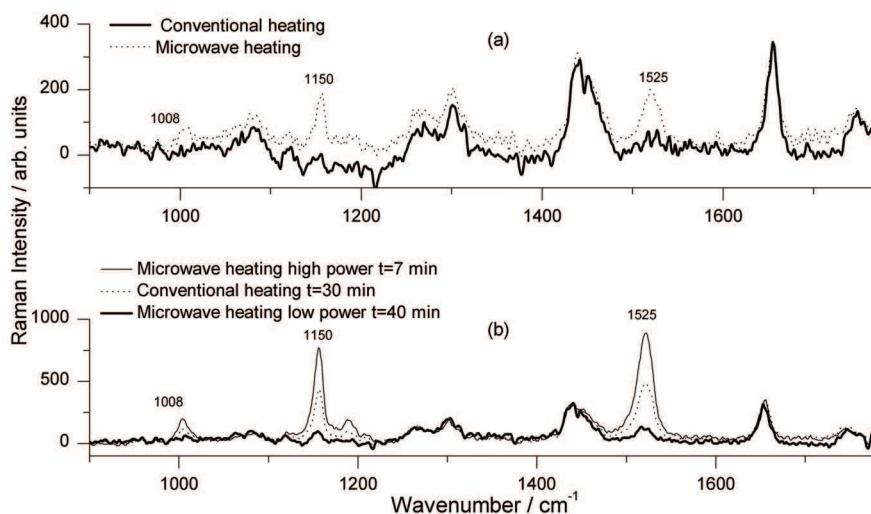 Conventional heating
Microwave heating
(a)
400
200
0
1008
1150
1525
1000
1200
1400
1600
Raman Intensity / arb. units
Microwave heating high power t=7 min
Conventional heating t=30 min
Microwave heating low power t=40 min
(b)
1000
500
0
1008
1150
1525
1000
1200
1400
1600
Wavenumber / cm⁻¹